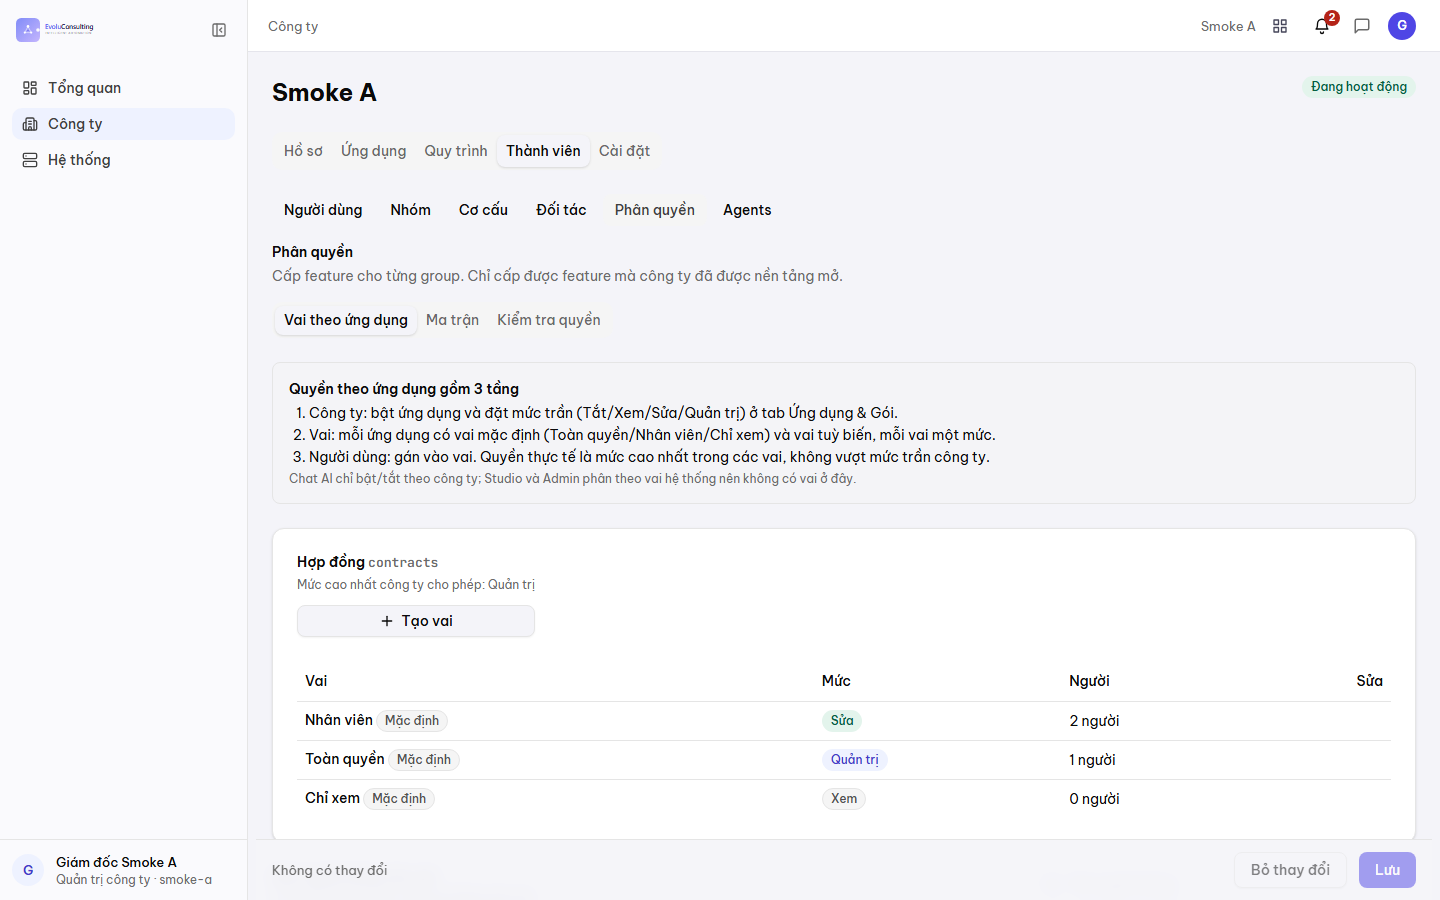 EvoluConsulting
Công ty
Smoke A
2
G
Tổng quan
Công ty
Hệ thống
Smoke A
Đang hoạt động
Hồ sơ
Ứng dụng
Quy trình
Thành viên
Cài đặt
Người dùng
Nhóm
Cơ cấu
Đối tác
Phân quyền
Agents
Phân quyền
Cấp feature cho từng group. Chỉ cấp được feature mà công ty đã được nền tảng mở.
Vai theo ứng dụng
Ma trận
Kiểm tra quyền
Quyền theo ứng dụng gồm 3 tầng
1. Công ty: bật ứng dụng và đặt mức trần (Tắt/Xem/Sửa/Quản trị) ở tab Ứng dụng & Gói.
2. Vai: mỗi ứng dụng có vai mặc định (Toàn quyền/Nhân viên/Chỉ xem) và vai tuỳ biến, mỗi vai một mức.
3. Người dùng: gán vào vai. Quyền thực tế là mức cao nhất trong các vai, không vượt mức trần công ty.
Chat AI chỉ bật/tắt theo công ty; Studio và Admin phân theo vai hệ thống nên không có vai ở đây.
Hợp đồng contracts
Mức cao nhất công ty cho phép: Quản trị
Tạo vai
Vai Mức Người Sửa
Nhân viên Mặc định Sửa 2 người
Toàn quyền Mặc định Quản trị 1 người
Chỉ xem Mặc định Xem 0 người
G
Giám đốc Smoke A
Quản trị công ty · smoke-a
Không có thay đổi
Bỏ thay đổi
Lưu